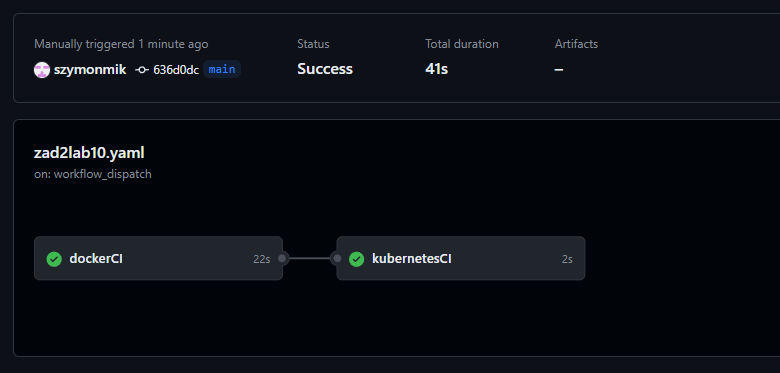 Manually triggered 1 minute ago
szymonmik 636d0dc main
Status
Success
Total duration
41s
Artifacts
–
zad2lab10.yaml
on: workflow_dispatch
dockerCI 22s
kubernetesCI 2s